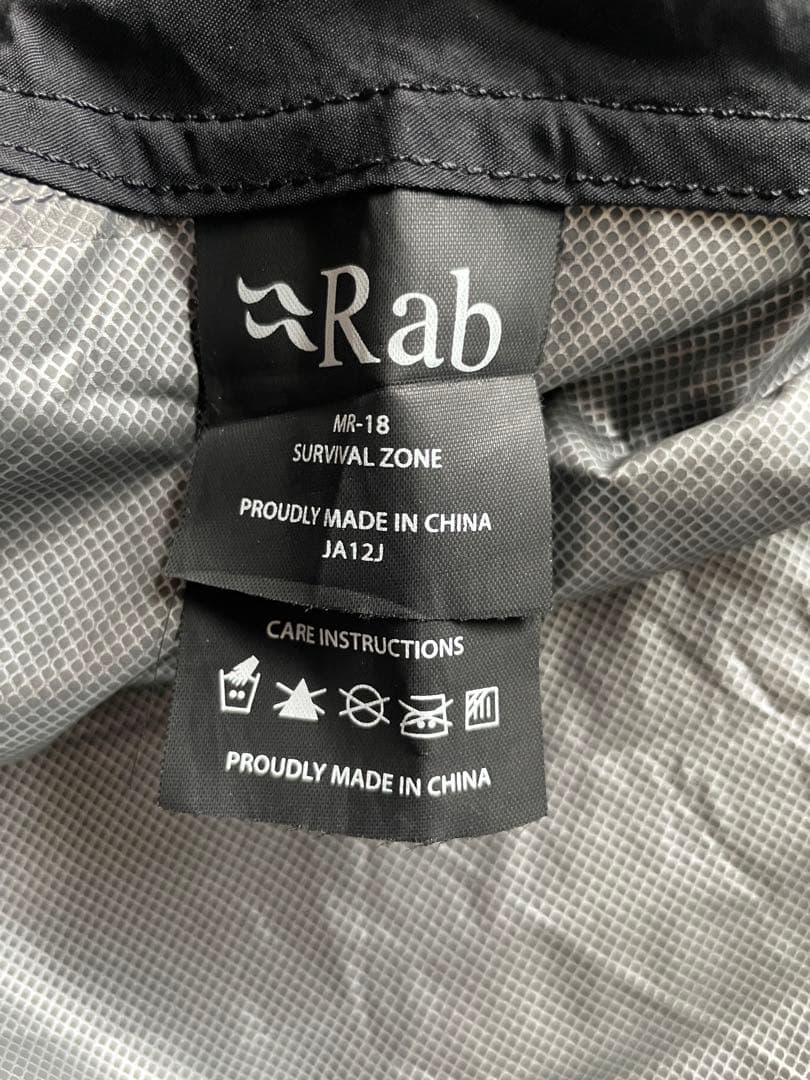 Rab
MR-18
SURVIVAL ZONE
PROUDLY MADE IN CHINA
JA12J
CARE INSTRUCTIONS
PROUDLY MADE IN CHINA